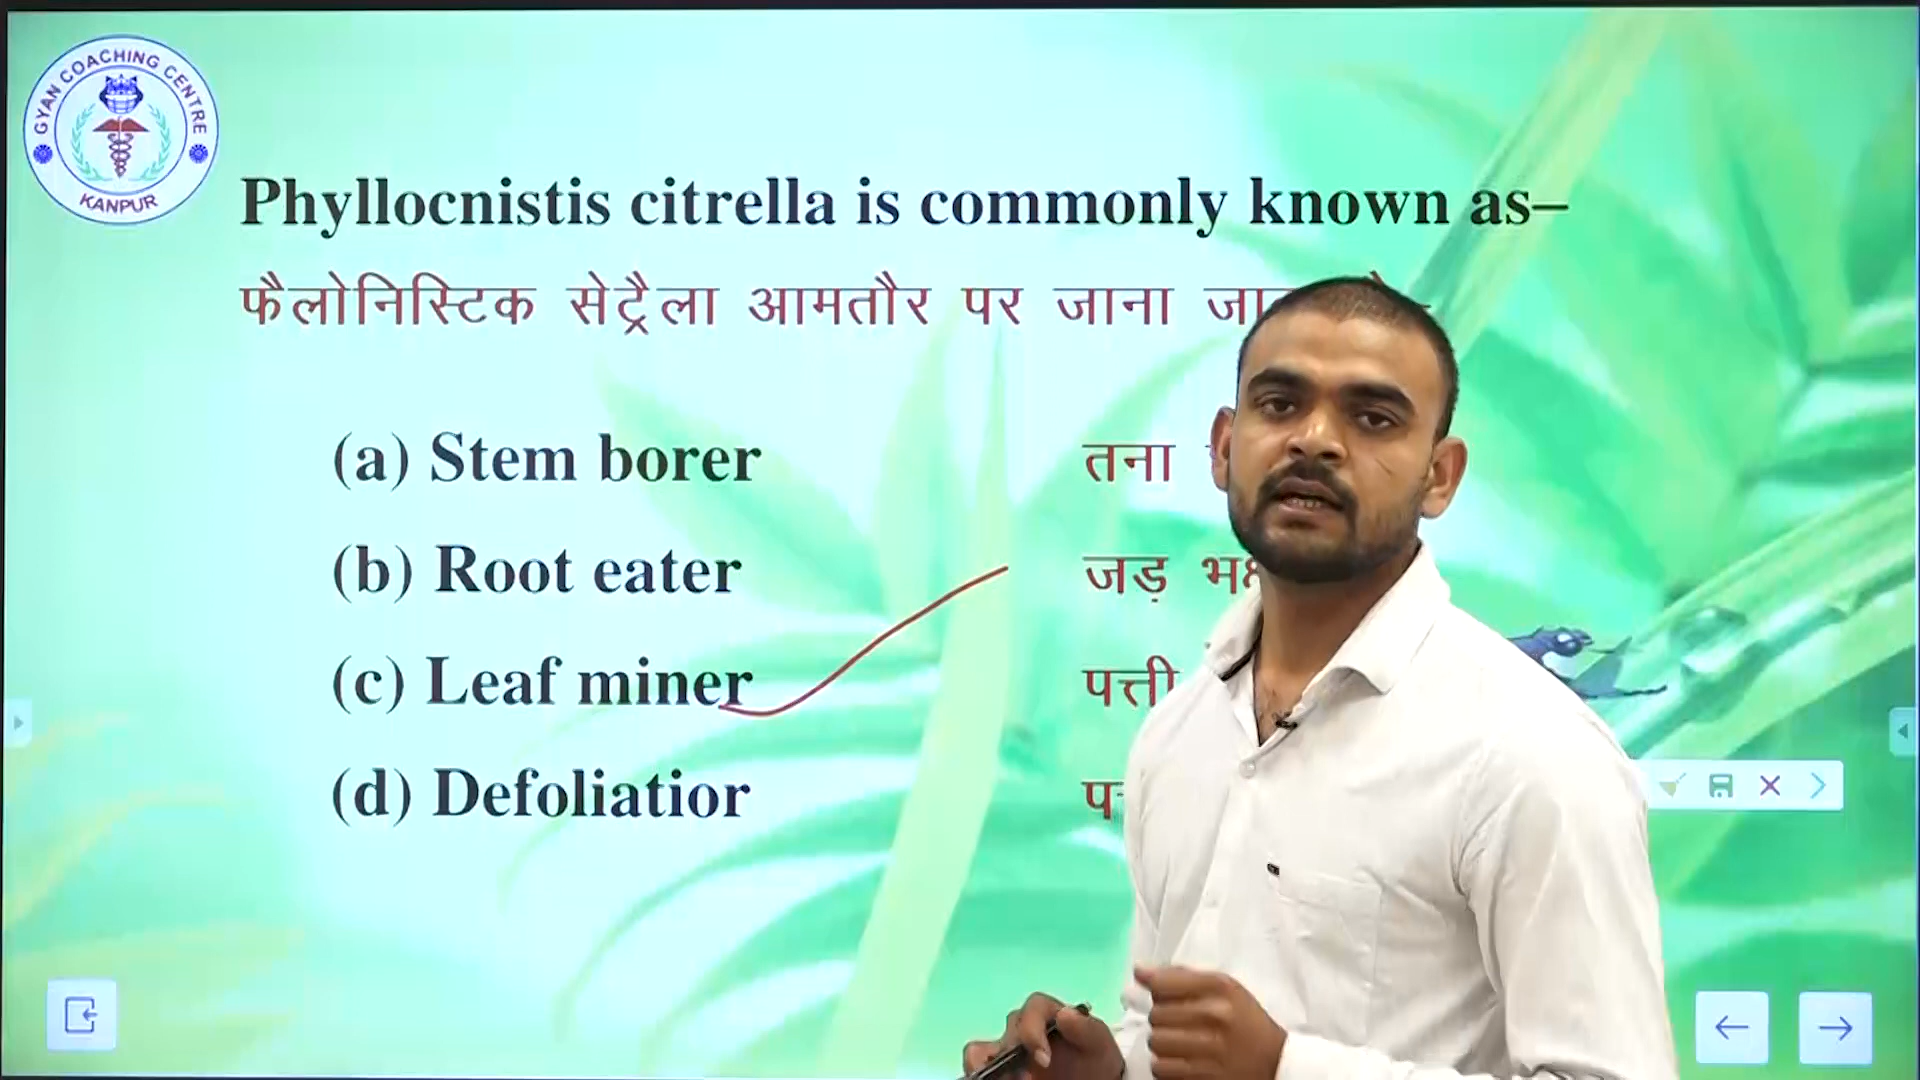 GYAN COACHING CENTRE
KANPUR
Phyllocnistis citrella is commonly known as–
फैलोनिस्टिक सेट्रैला आमतौर पर जाना
(a) Stem borer तना
(b) Root eater जड़
(c) Leaf miner पत्ती
(d) Defoliatior